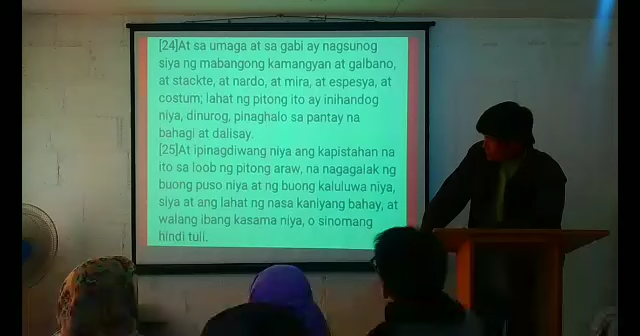 [24]At sa umaga at sa gabi ay nagsunog
siya ng mabangong kamangyan at galbano,
at stackte, at nardo, at mira, at espesya, at
costum; lahat ng pitong ito ay inihandog
niya, dinurog, pinaghalo sa pantay na
bahagi at dalisay.
[25]At ipinagdiwang niya ang kapistahan na
ito sa loob ng pitong araw, na nagagalak ng
buong puso niya at ng buong kaluluwa niya,
siya at ang lahat ng nasa kaniyang bahay, at
walang ibang kasama niya, o sinomang
hindi tuli.